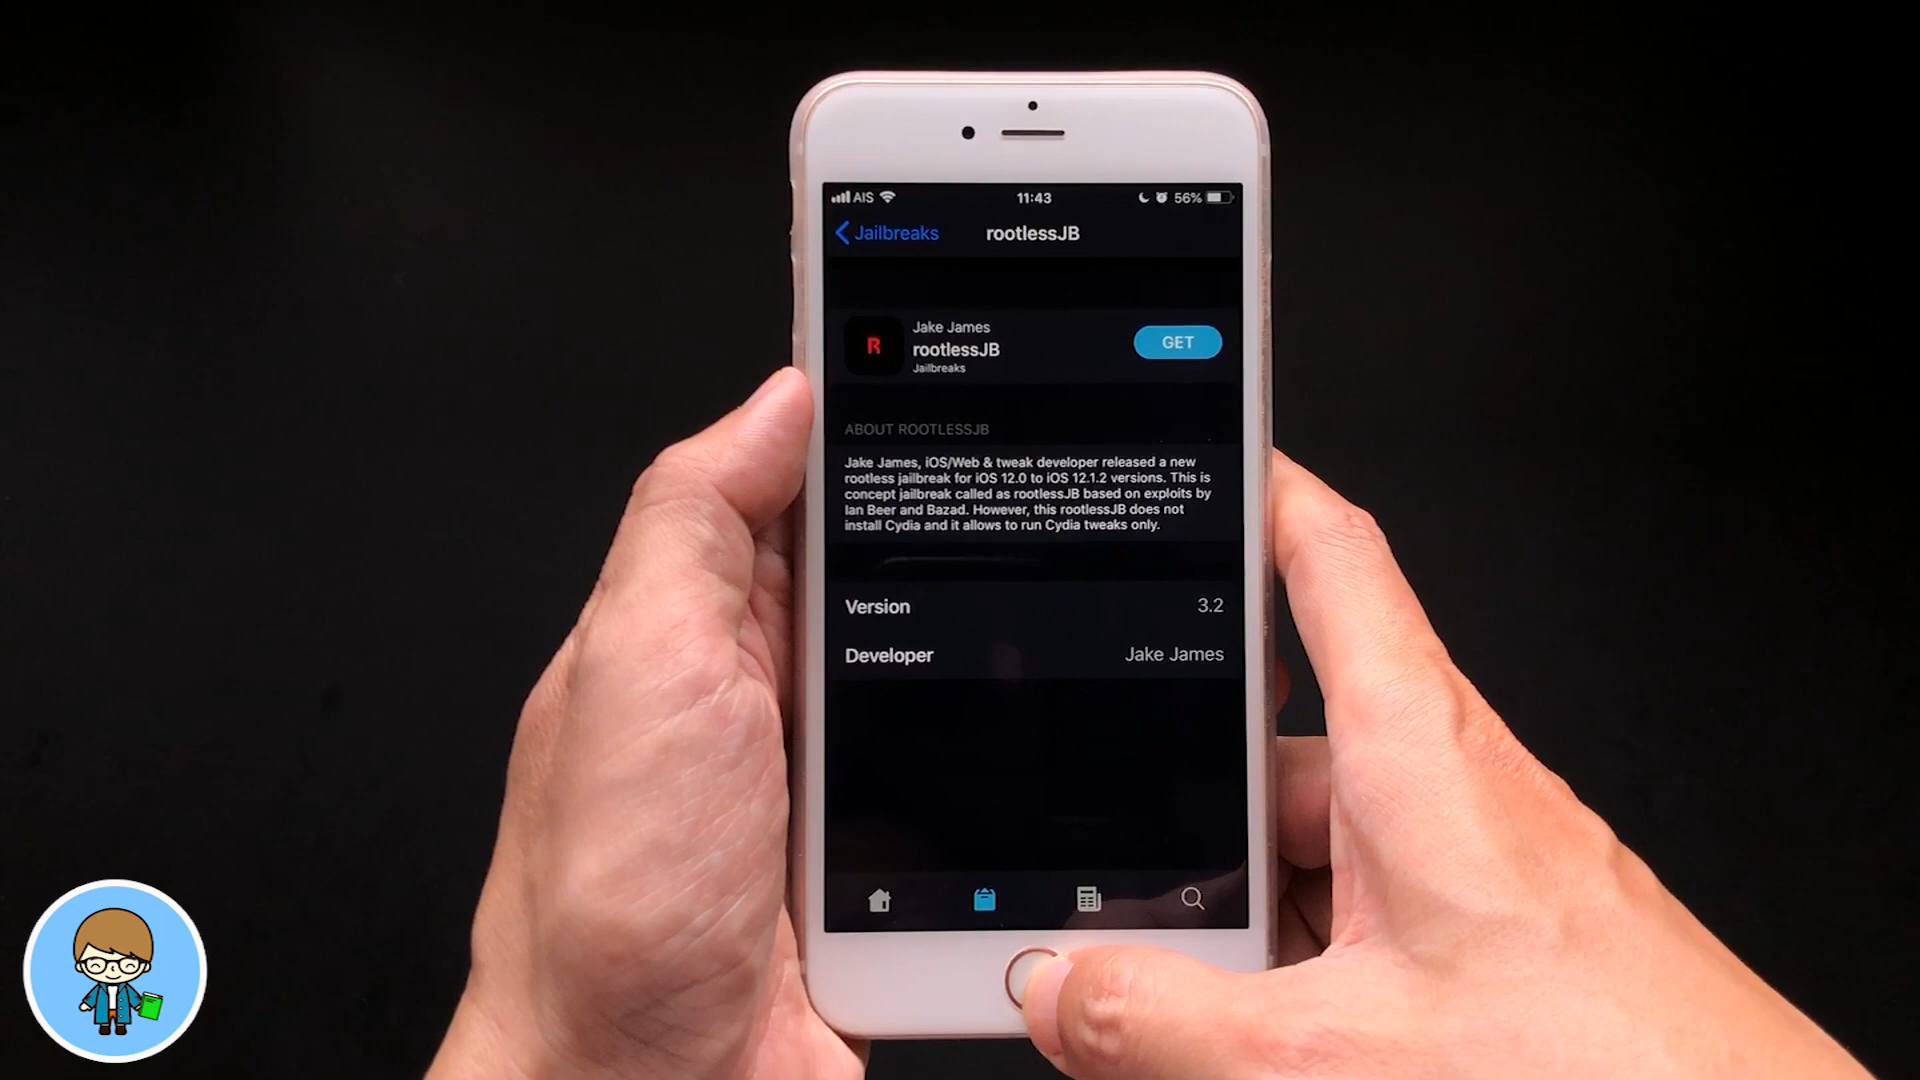 AIS 11:43 56%
Jailbreaks rootlessJB
R
Jake James
rootlessJB
Jailbreaks
GET
ABOUT ROOTLESSJB
Jake James, iOS/Web & tweak developer released a new
rootless jailbreak for iOS 12.0 to iOS 12.1.2 versions. This is
concept jailbreak called as rootlessJB based on exploits by
Ian Beer and Bazad. However, this rootlessJB does not
install Cydia and it allows to run Cydia tweaks only.
Version 3.2
Developer Jake James